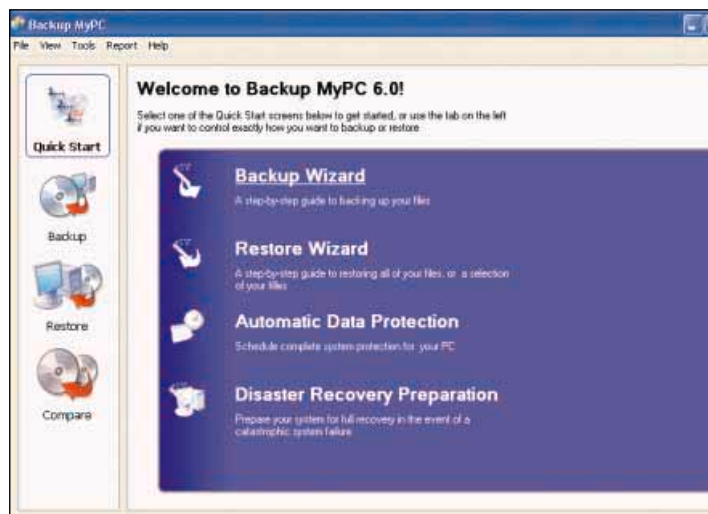 Backup MyPC
File View Tools Report Help
Quick Start
Backup
Restore
Compare
Welcome to Backup MyPC 6.0!
Select one of the Quick Start screens below to get started, or use the tab on the left
if you want to control exactly how you want to backup or restore
Backup Wizard
A step-by-step guide to backing up your files
Restore Wizard
A step-by-step guide to restoring all of your files, or a selection
of your files
Automatic Data Protection
Schedule complete system protection for your PC
Disaster Recovery Preparation
Prepare your system for full recovery in the event of a
catastrophic system failure